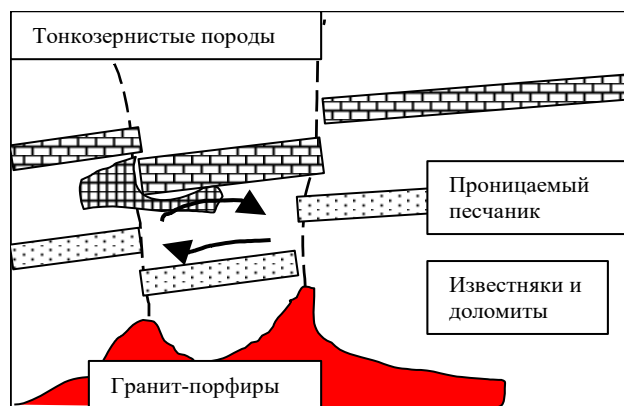 Тонкозернистые породы
Проницаемый
песчаник
Известняки и
доломиты
Гранит-порфиры